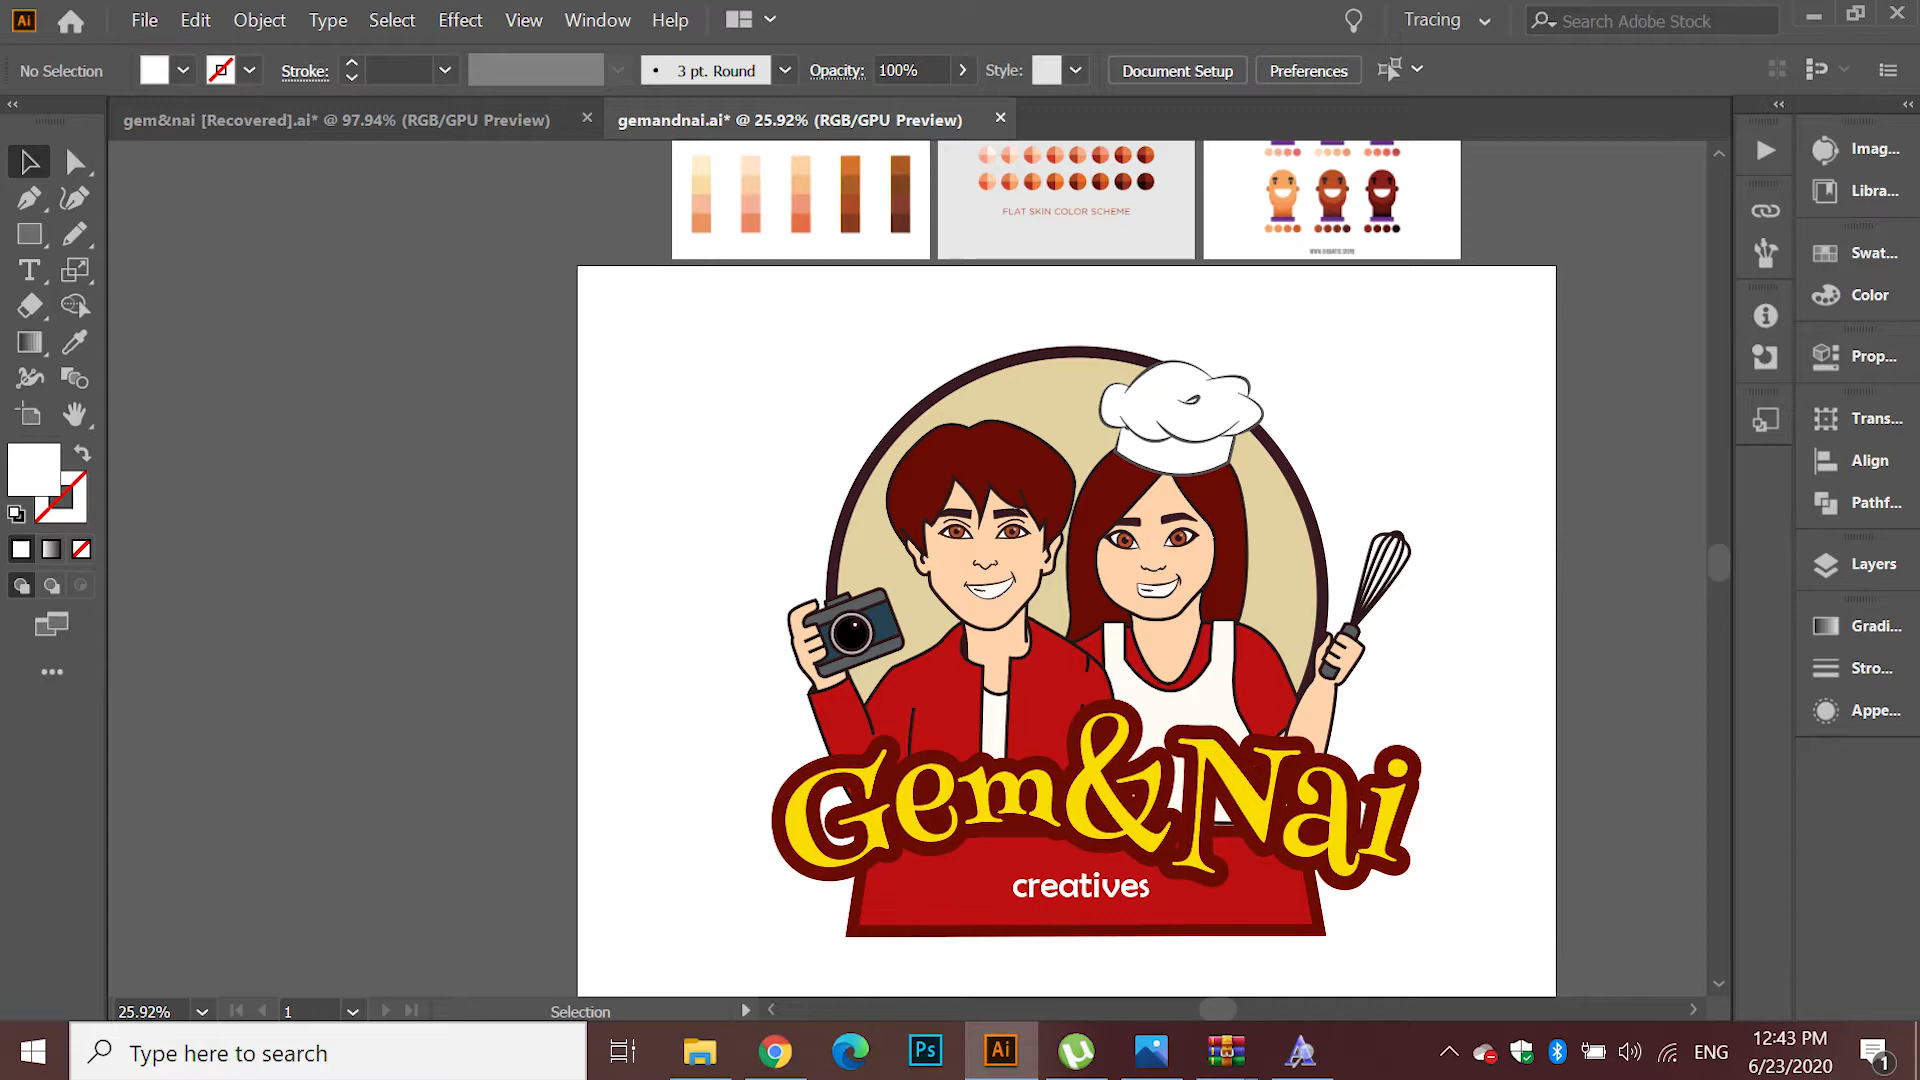 File Edit Object Type Select Effect View Window Help
Tracing
Search Adobe Stock
No Selection
Stroke:
3 pt. Round
Opacity: 100%
Style:
Document Setup
Preferences
gem&nai [Recovered].ai* @ 97.94% (RGB/GPU Preview)
gemandnai.ai* @ 25.92% (RGB/GPU Preview)
FLAT SKIN COLOR SCHEME
Imag...
Libra...
Swat...
Color
Prop...
Trans...
Align
Pathf...
Layers
Gradi...
Stro...
Appe...
Gem&Nai
creatives
25.92%
1
Selection
Type here to search
Ps
Ai
ENG
12:43 PM
6/23/2020
1